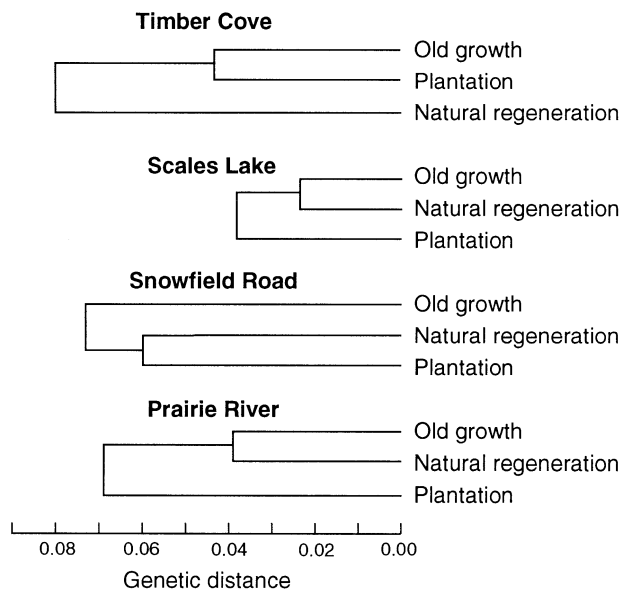 Timber Cove
Old growth
Plantation
Natural regeneration
Scales Lake
Old growth
Natural regeneration
Plantation
Snowfield Road
Old growth
Natural regeneration
Plantation
Prairie River
Old growth
Natural regeneration
Plantation
0.08 0.06 0.04 0.02 0.00
Genetic distance